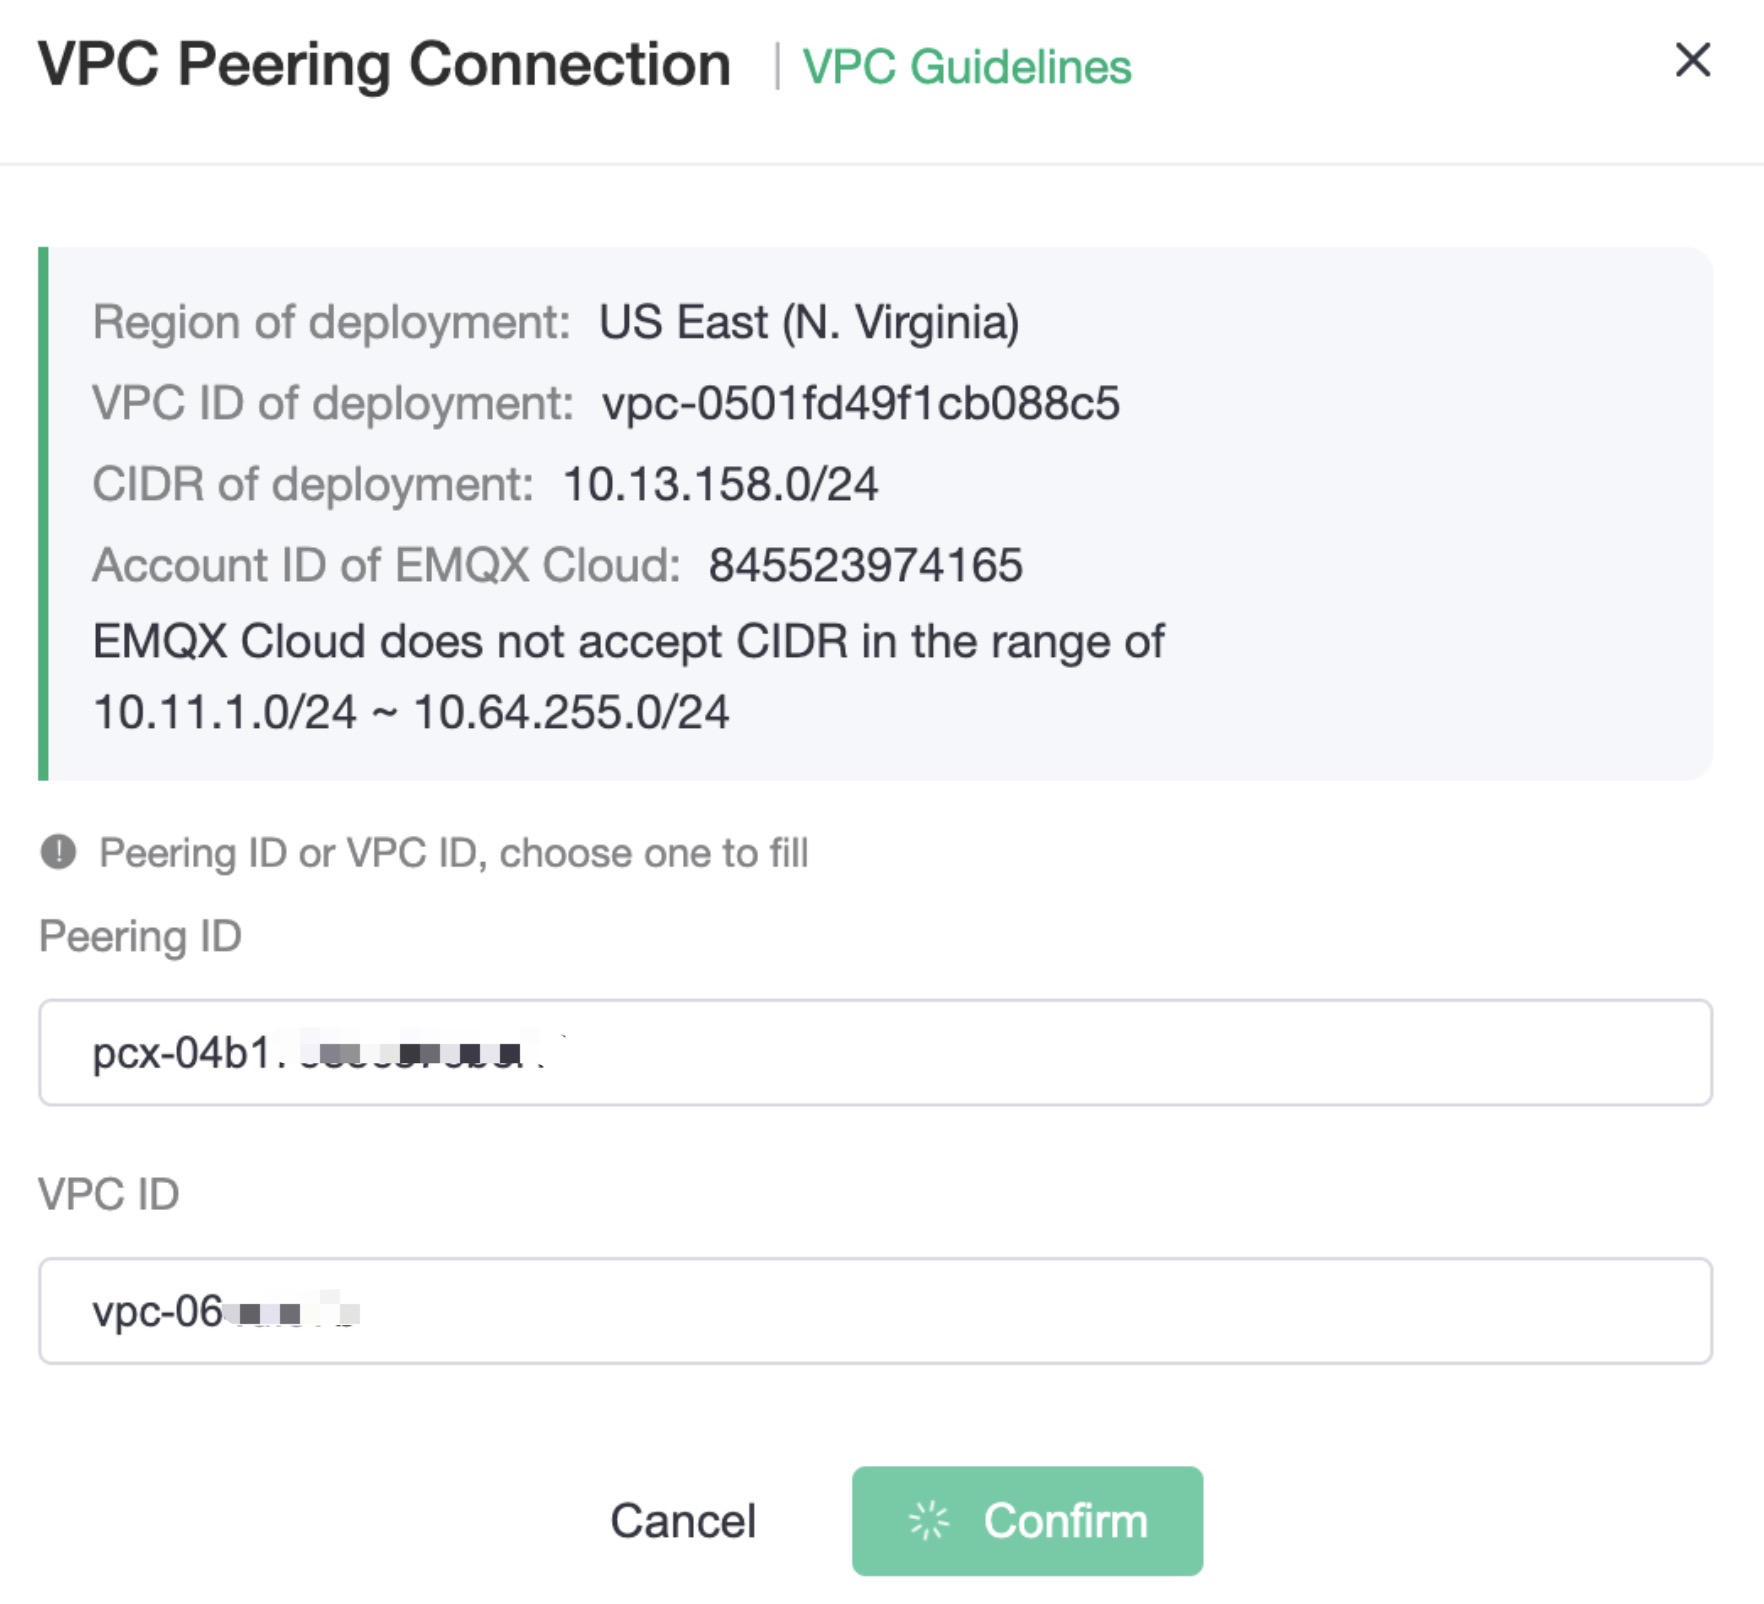 VPC Peering Connection | VPC Guidelines
Region of deployment: US East (N. Virginia)
VPC ID of deployment: vpc-0501fd49f1cb088c5
CIDR of deployment: 10.13.158.0/24
Account ID of EMQX Cloud: 845523974165
EMQX Cloud does not accept CIDR in the range of
10.11.1.0/24 ~ 10.64.255.0/24
Peering ID or VPC ID, choose one to fill
Peering ID
pcx-04b1
VPC ID
vpc-06
Cancel
Confirm